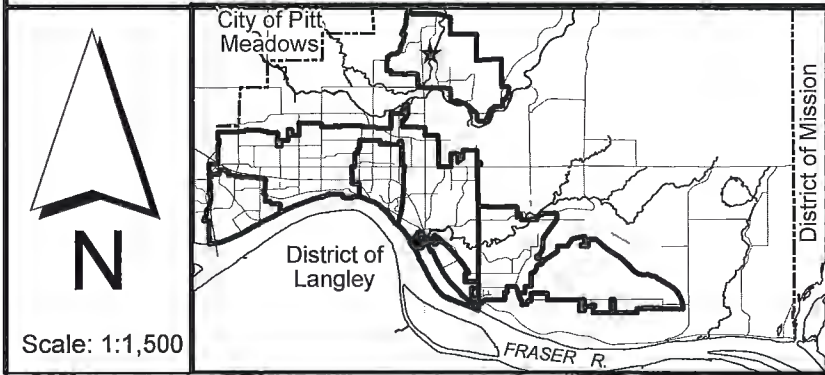 City of Pitt
Meadows
District of Mission
District of
Langley
N
Scale: 1:1,500
FRASER R.